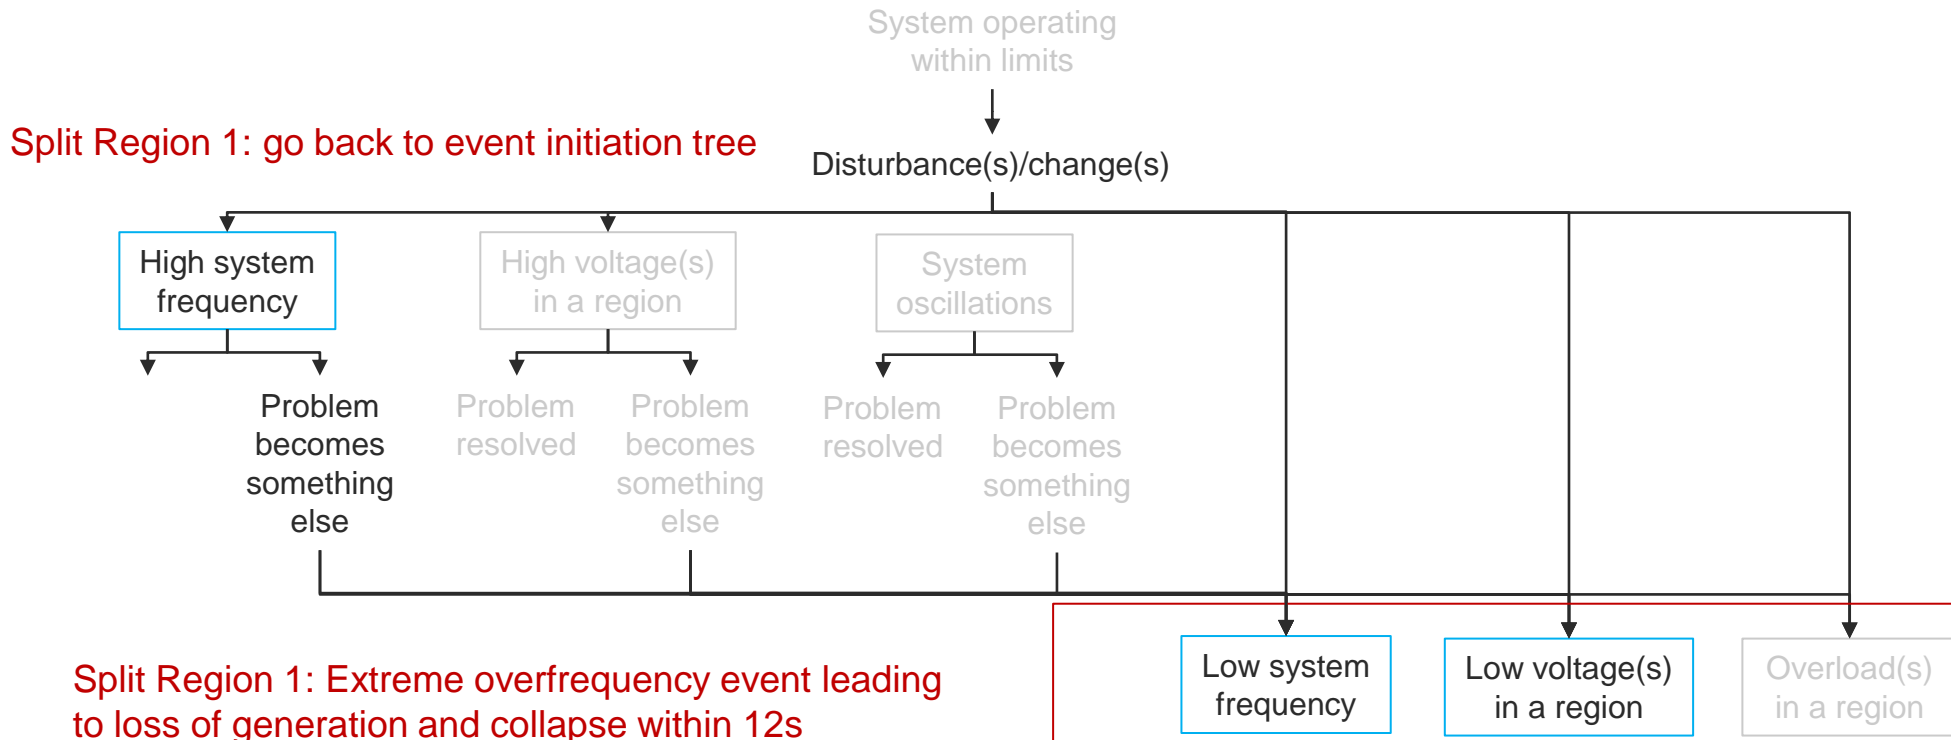 System operating
within limits
Split Region 1: go back to event initiation tree
Disturbance(s)/change(s)
High system
frequency
High voltage(s)
in a region
System
oscillations
Problem
becomes
something
else
Problem
resolved
Problem
becomes
something
else
Problem
resolved
Problem
becomes
something
else
Split Region 1: Extreme overfrequency event leading
to loss of generation and collapse within 12s
Low system
frequency
Low voltage(s)
in a region
Overload(s)
in a region